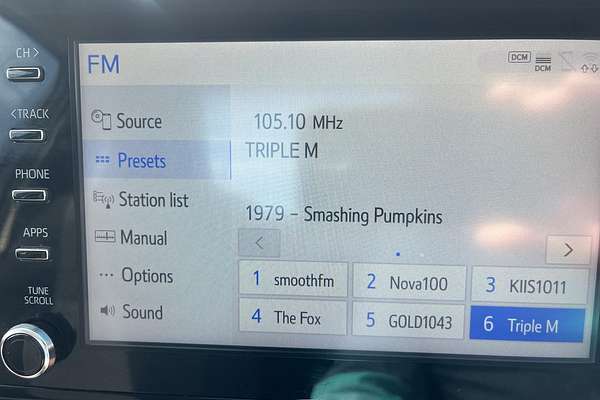 CH >
<TRACK
PHONE
APPS
TUNE
SCROLL
FM
DCM
DCM
Source
Presets
Station list
Manual
Options
Sound
105.10 MHz
TRIPLE M
1979 - Smashing Pumpkins
< >
1 smoothfm
2 Nova100
3 KIIS1011
4 The Fox
5 GOLD1043
6 Triple M